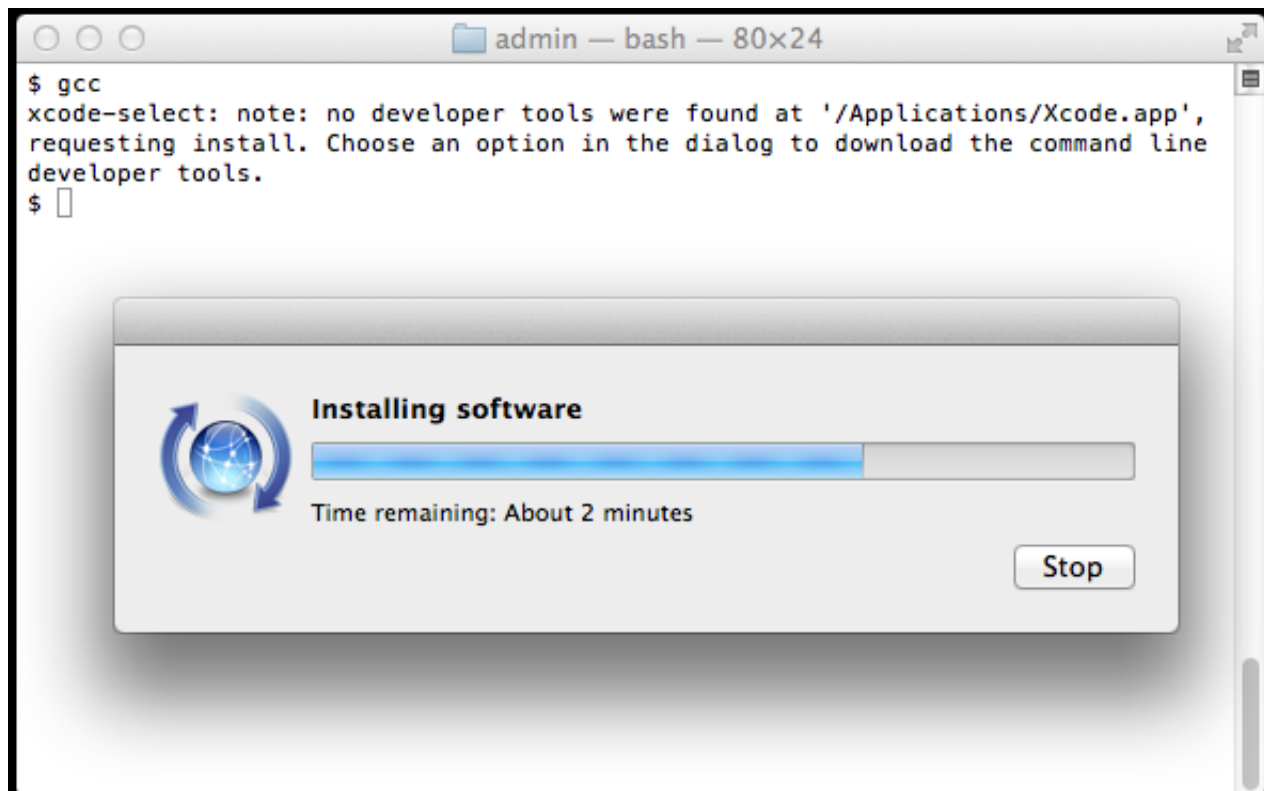 admin — bash — 80×24
$ gcc
xcode-select: note: no developer tools were found at '/Applications/Xcode.app',
requesting install. Choose an option in the dialog to download the command line
developer tools.
$
Installing software
Time remaining: About 2 minutes
Stop